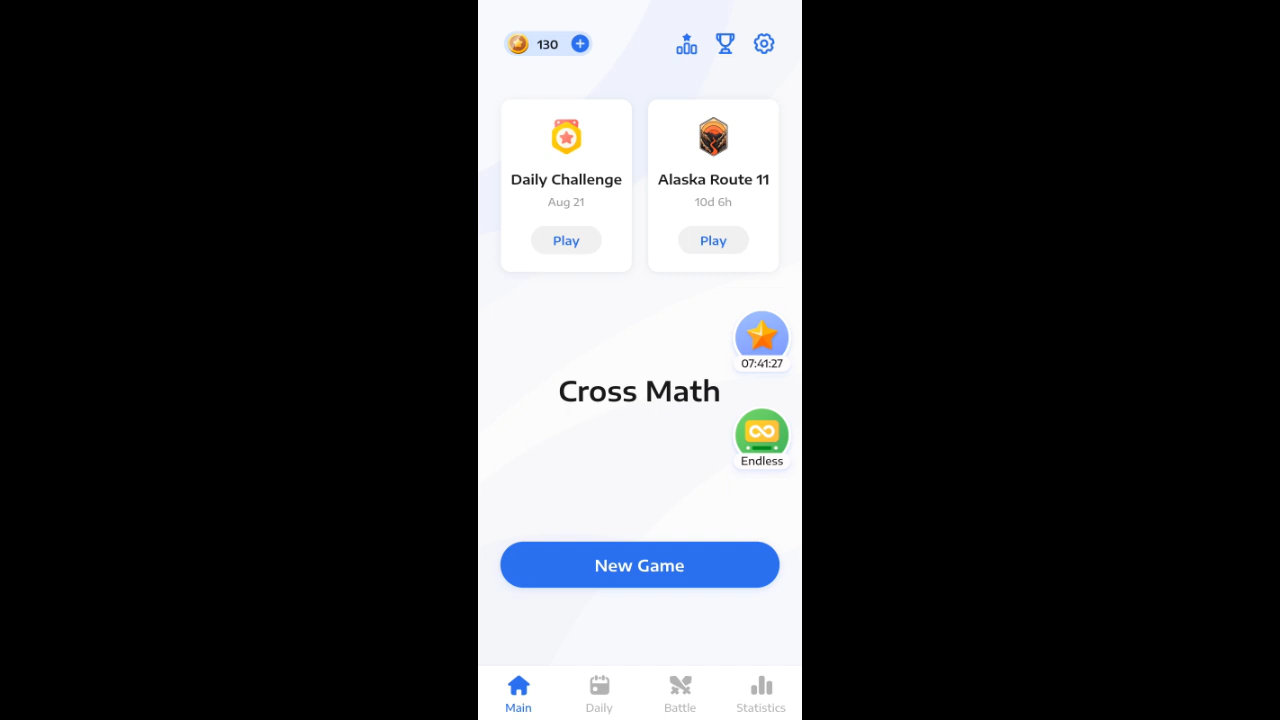 130
Daily Challenge
Aug 21
Play
Alaska Route 11
10d 6h
Play
07:41:27
Cross Math
Endless
New Game
Main
Daily
Battle
Statistics